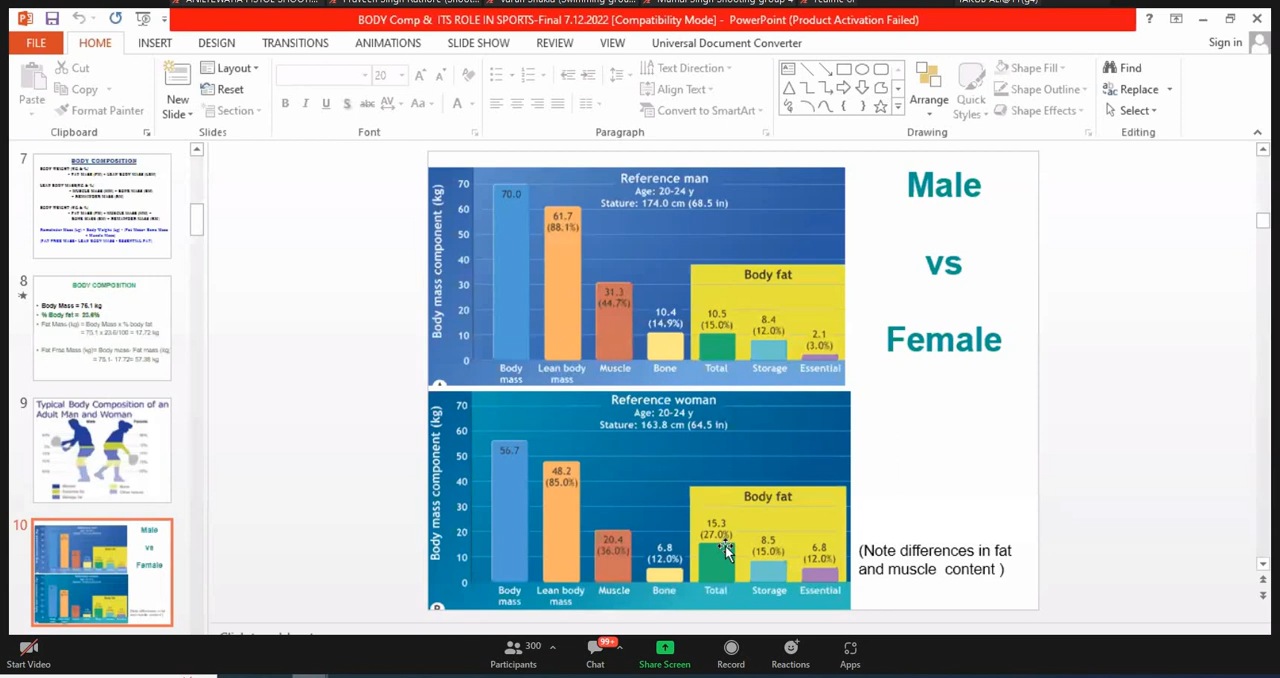 BODY Comp & ITS ROLE IN SPORTS-Final 7.12.2022 [Compatibility Mode] - PowerPoint (Product Activation Failed)
FILE HOME INSERT DESIGN TRANSITIONS ANIMATIONS SLIDE SHOW REVIEW VIEW Universal Document Converter Sign in
Paste
Cut
Copy
Format Painter
Clipboard
New Slide
Layout
Reset
Section
Slides
20
Font
Text Direction
Align Text
Convert to SmartArt
Paragraph
Arrange
Quick Styles
Shape Fill
Shape Outline
Shape Effects
Drawing
Find
Replace
Select
Editing
7
BODY COMPOSITION
8
BODY COMPOSITION
Body Mass = 76.1 kg
9
Typical Body Composition of an
Adult Man and Woman
10
Male
vs
Female
Reference man
Age: 20-24 y
Stature: 174.0 cm (68.5 in)
Body mass component (kg)
70
60
50
40
30
20
10
0
70.0
61.7
(88.1%)
31.3
(44.7%)
10.4
(14.9%)
Body fat
10.5
(15.0%)
8.4
(12.0%)
2.1
(3.0%)
Body mass
Lean body mass
Muscle
Bone
Total
Storage
Essential
A
Reference woman
Age: 20-24 y
Stature: 163.8 cm (64.5 in)
Body mass component (kg)
70
60
50
40
30
20
10
0
56.7
48.2
(85.0%)
20.4
(36.0%)
6.8
(12.0%)
Body fat
15.3
(27.0%)
8.5
(15.0%)
6.8
(12.0%)
Body mass
Lean body mass
Muscle
Bone
Total
Storage
Essential
B
Male
vs
Female
(Note differences in fat
and muscle content )
Start Video
Participants 300
Chat 99+
Share Screen
Record
Reactions
Apps